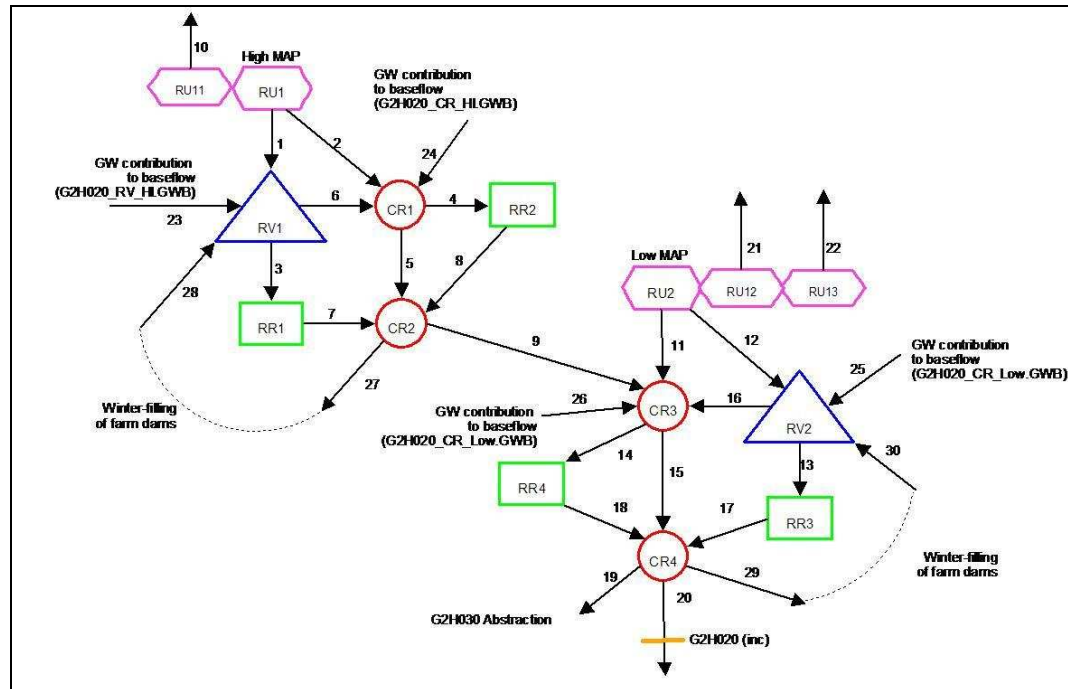 10
High MAP
RU11
RU1
GW contribution
to baseflow
(G2H020_CR_HI.GWB)
1
2
24
GW contribution
to baseflow
(G2H020_RV_HI.GWB)
23
6
CR1
4
RR2
RV1
3
5
8
28
RR1
7
CR2
9
27
Winter-filling
of farm dams
21
22
Low MAP
RU2
RU12
RU13
11
12
GW contribution
to baseflow
(G2H020_CR_Low.GWB)
25
26
CR3
16
GW contribution
to baseflow
(G2H020_CR_Low.GWB)
RV2
30
14
15
13
RR4
18
17
RR3
CR4
19
29
20
Winter-filling
of farm dams
G2H030 Abstraction
G2H020 (inc)